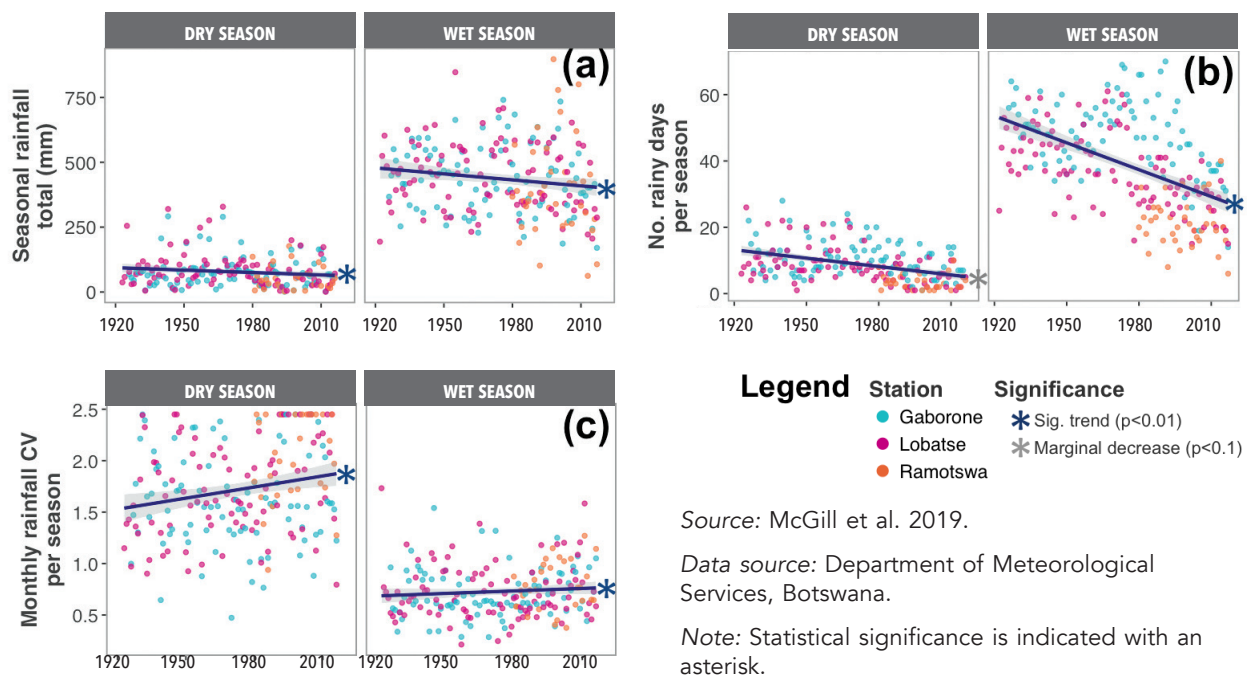 DRY SEASON
WET SEASON
(a)
Seasonal rainfall
total (mm)
750
500
250
0
1920
1950
1980
2010
1920
1950
1980
2010
DRY SEASON
WET SEASON
(b)
No. rainy days
per season
60
40
20
0
1920
1950
1980
2010
1920
1950
1980
2010
DRY SEASON
WET SEASON
(c)
Monthly rainfall CV
per season
2.5
2.0
1.5
1.0
0.5
1920
1950
1980
2010
1920
1950
1980
2010
Legend
Station
Gaborone
Lobatse
Ramotswa
Significance
Sig. trend (p<0.01)
Marginal decrease (p<0.1)
Source: McGill et al. 2019.
Data source: Department of Meteorological
Services, Botswana.
Note: Statistical significance is indicated with an
asterisk.